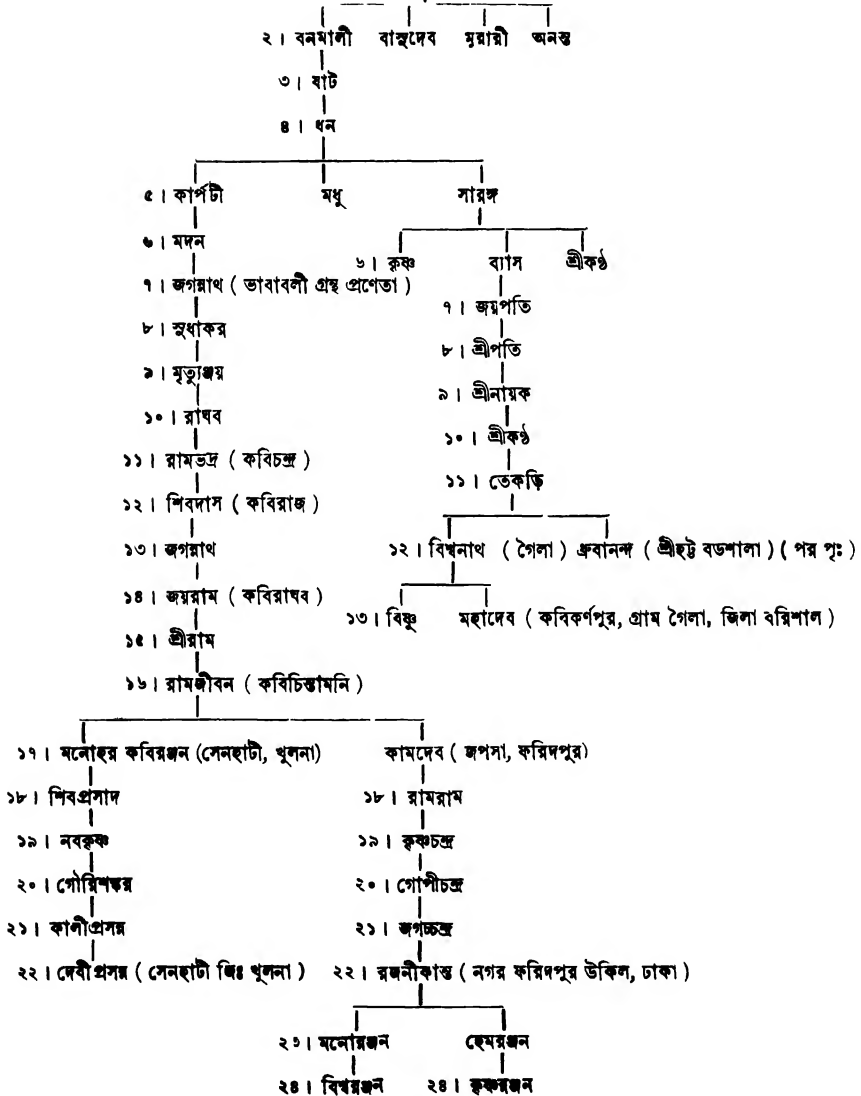 ২। বনমালী বাসুদেব মুরারী অনন্ত
৩। ষাট
৪। ধন
৫। কার্পটী মধু সারঙ্গ
৬। মদন
৬। কৃষ্ণ ব্যাস শ্রীকণ্ঠ
৭। জগন্নাথ ( ভাবাবলী গ্রন্থ প্রণেতা )
৭। জয়পতি
৮। সুধাকর
৮। শ্রীপতি
৯। মৃত্যুঞ্জয়
৯। শ্রীনায়ক
১০। রাঘব
১০। শ্রীকণ্ঠ
১১। রামভদ্র ( কবিচন্দ্র )
১১। তেকড়ি
১২। শিবদাস ( কবিরাজ )
১৩। জগন্নাথ
১২। বিশ্বনাথ ( গৈলা ) ধ্রুবানন্দ ( শ্রীহট্ট বড়শালা ) ( পর পৃঃ )
১৪। জয়রাম ( কবিরাঘব )
১৩। বিষ্ণু মহাদেব ( কবিকর্ণপূর, গ্রাম গৈলা, জিলা বরিশাল )
১৫। শ্রীরাম
১৬। রামজীবন ( কবিচিন্তামনি )
১৭। মনোহর কবিরঞ্জন (সেনহাটী, খুলনা) কামদেব ( জপসা, ফরিদপুর)
১৮। শিবপ্রসাদ ১৮। রামরাম
১৯। নবকৃষ্ণ ১৯। কৃষ্ণচন্দ্র
২০। গৌরিশঙ্কর ২০। গোপীচন্দ্র
২১। কালীপ্রসন্ন ২১। জগচ্চন্দ্র
২২। দেবীপ্রসন্ন ( সেনহাটী জিঃ খুলনা ) ২২। রজনীকান্ত ( নগর ফরিদপুর উকিল, ঢাকা )
২৩। মনোরঞ্জন হেমরঞ্জন
২৪। বিশ্বরঞ্জন ২৪। কৃষ্ণরঞ্জন